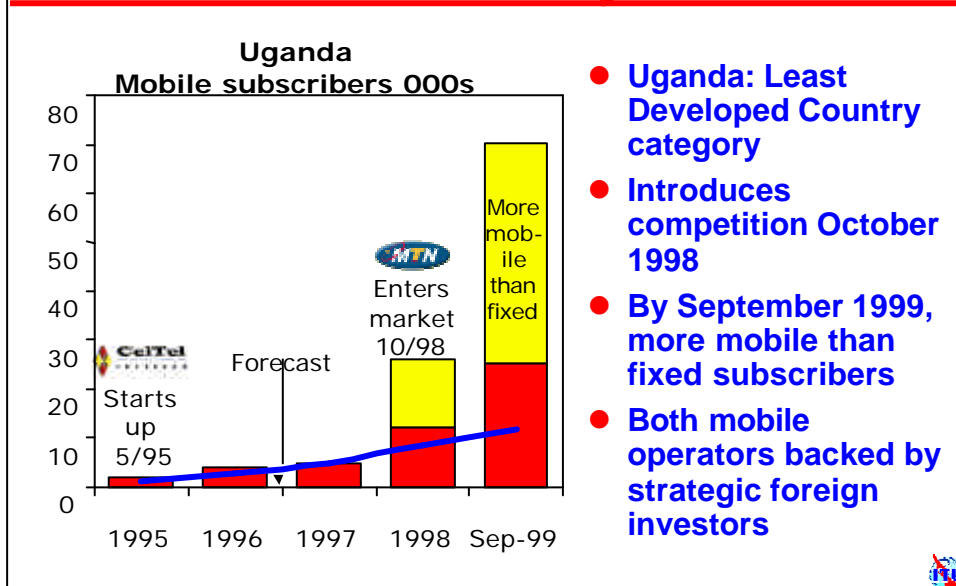 Uganda
Mobile subscribers 000s
80
70
60
50
40
30
20
10
0
CelTel
Starts
up
5/95
Forecast
MTN
Enters
market
10/98
More
mob-
ile
than
fixed
1995 1996 1997 1998 Sep-99
Uganda: Least
Developed Country
category
Introduces
competition October
1998
By September 1999,
more mobile than
fixed subscribers
Both mobile
operators backed by
strategic foreign
investors
ITU